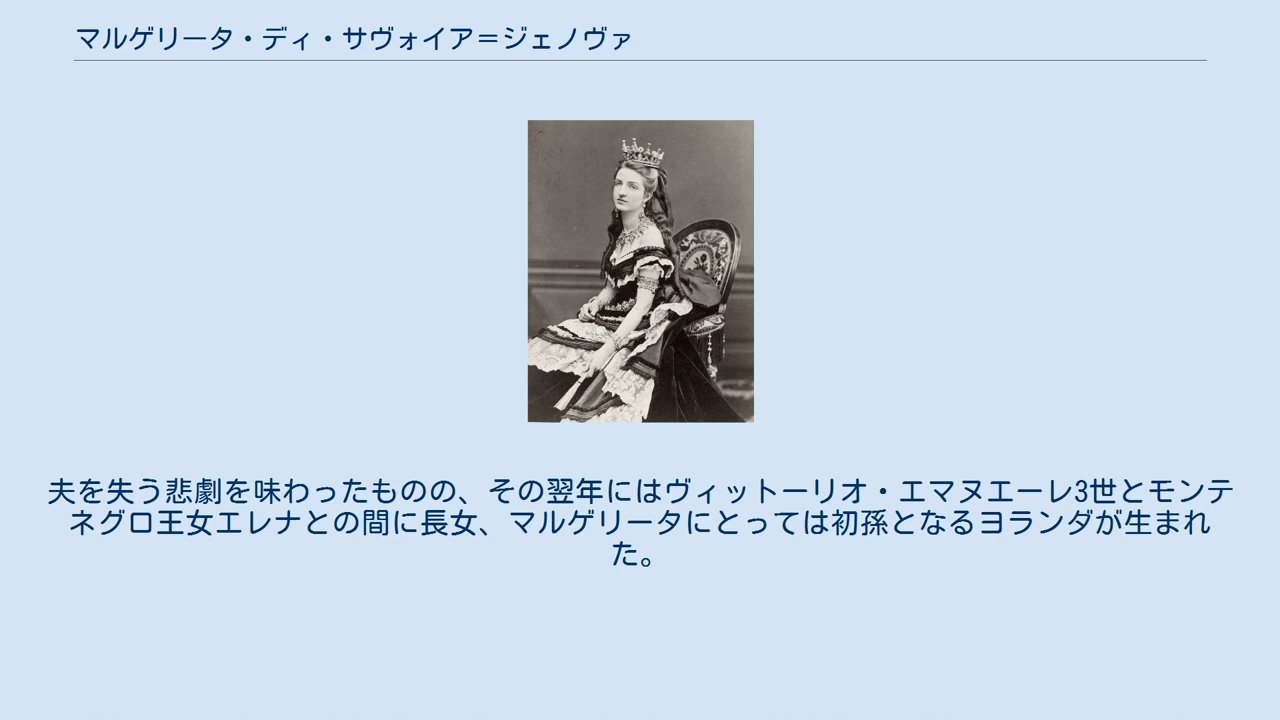 マルゲリータ・ディ・サヴォイア＝ジェノヴァ
夫を失う悲劇を味わったものの、その翌年にはヴィットーリオ・エマヌエーレ3世とモンテ
ネグロ王女エレナとの間に長女、マルゲリータにとっては初孫となるヨランダが生まれ
た。